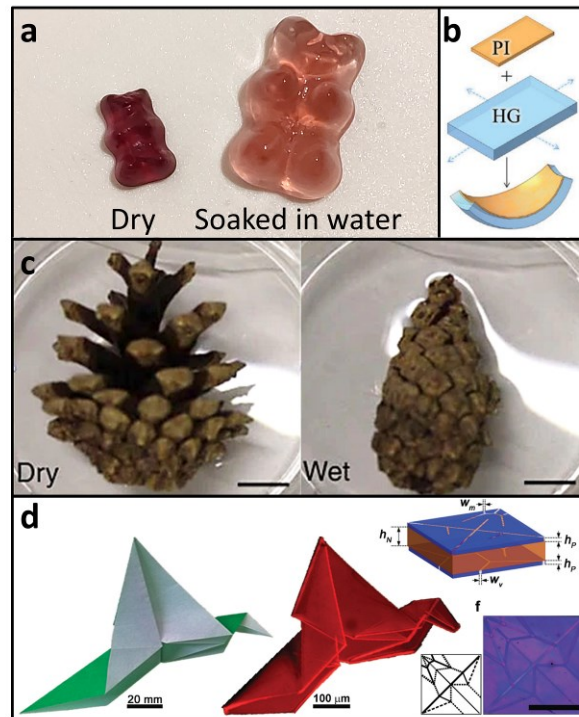 a
Dry
Soaked in water
b
PI
+
HG
c
Dry
Wet
d
20 mm
100 μm
w_m
h_N
h_P
h_P
w_v
f